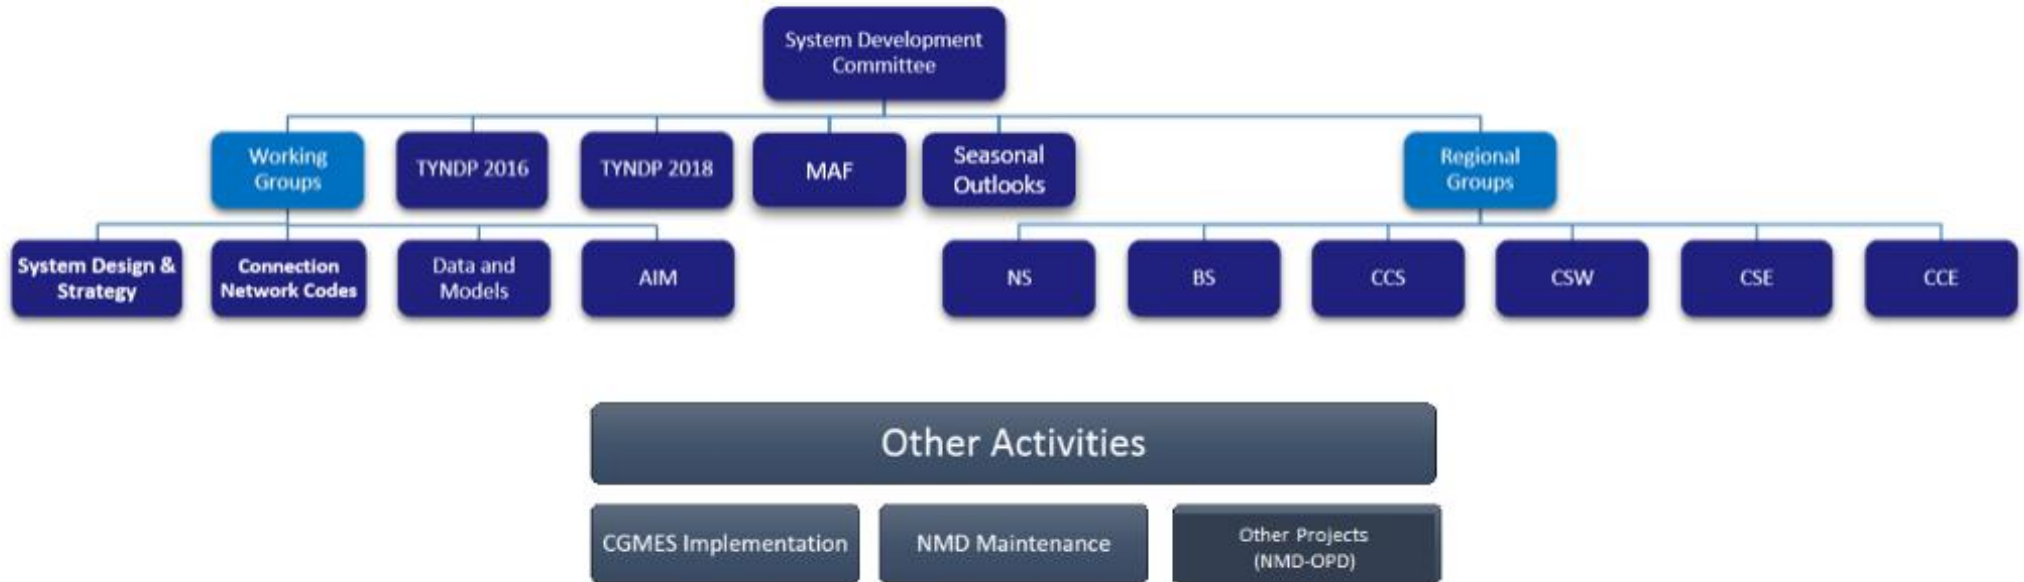 System Development
Committee
Working
Groups
TYNDP 2016
TYNDP 2018
MAF
Seasonal
Outlooks
Regional
Groups
System Design &
Strategy
Connection
Network Codes
Data and
Models
AIM
NS
BS
CCS
CSW
CSE
CCE
Other Activities
CGMES Implementation
NMD Maintenance
Other Projects
(NMD-OPD)